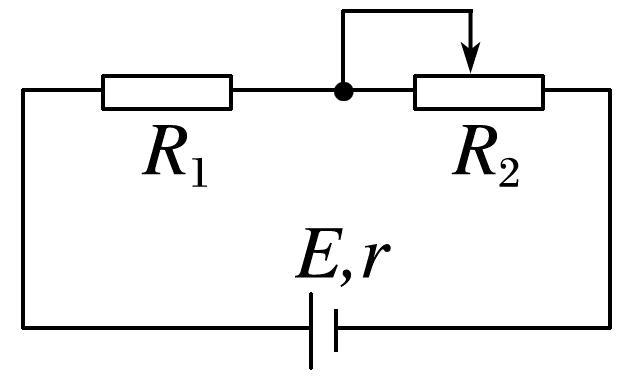 R₁ R₂
E,r